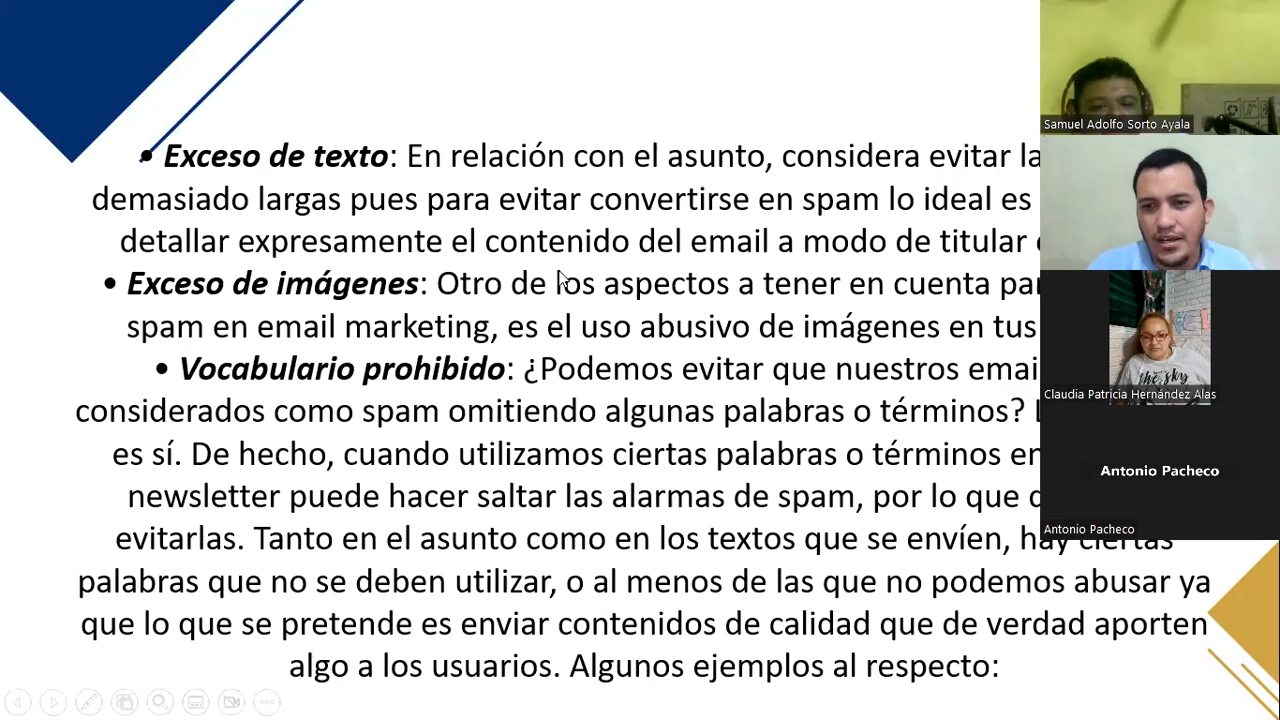 • Exceso de texto: En relación con el asunto, considera evitar la
demasiado largas pues para evitar convertirse en spam lo ideal es
detallar expresamente el contenido del email a modo de titular
• Exceso de imágenes: Otro de los aspectos a tener en cuenta
spam en email marketing, es el uso abusivo de imágenes en tus
• Vocabulario prohibido: ¿Podemos evitar que nuestros
considerados como spam omitiendo algunas palabras o términos?
es sí. De hecho, cuando utilizamos ciertas palabras o términos en
newsletter puede hacer saltar las alarmas de spam, por lo
evitarlas. Tanto en el asunto como en los textos que se envíen, hay ciertas
palabras que no se deben utilizar, o al menos de las que no podemos abusar ya
que lo que se pretende es enviar contenidos de calidad que de verdad aporten
algo a los usuarios. Algunos ejemplos al respecto:
Samuel Adolfo Sorto Ayala
Claudia Patricia Hernández Alas
Antonio Pacheco
Antonio Pacheco